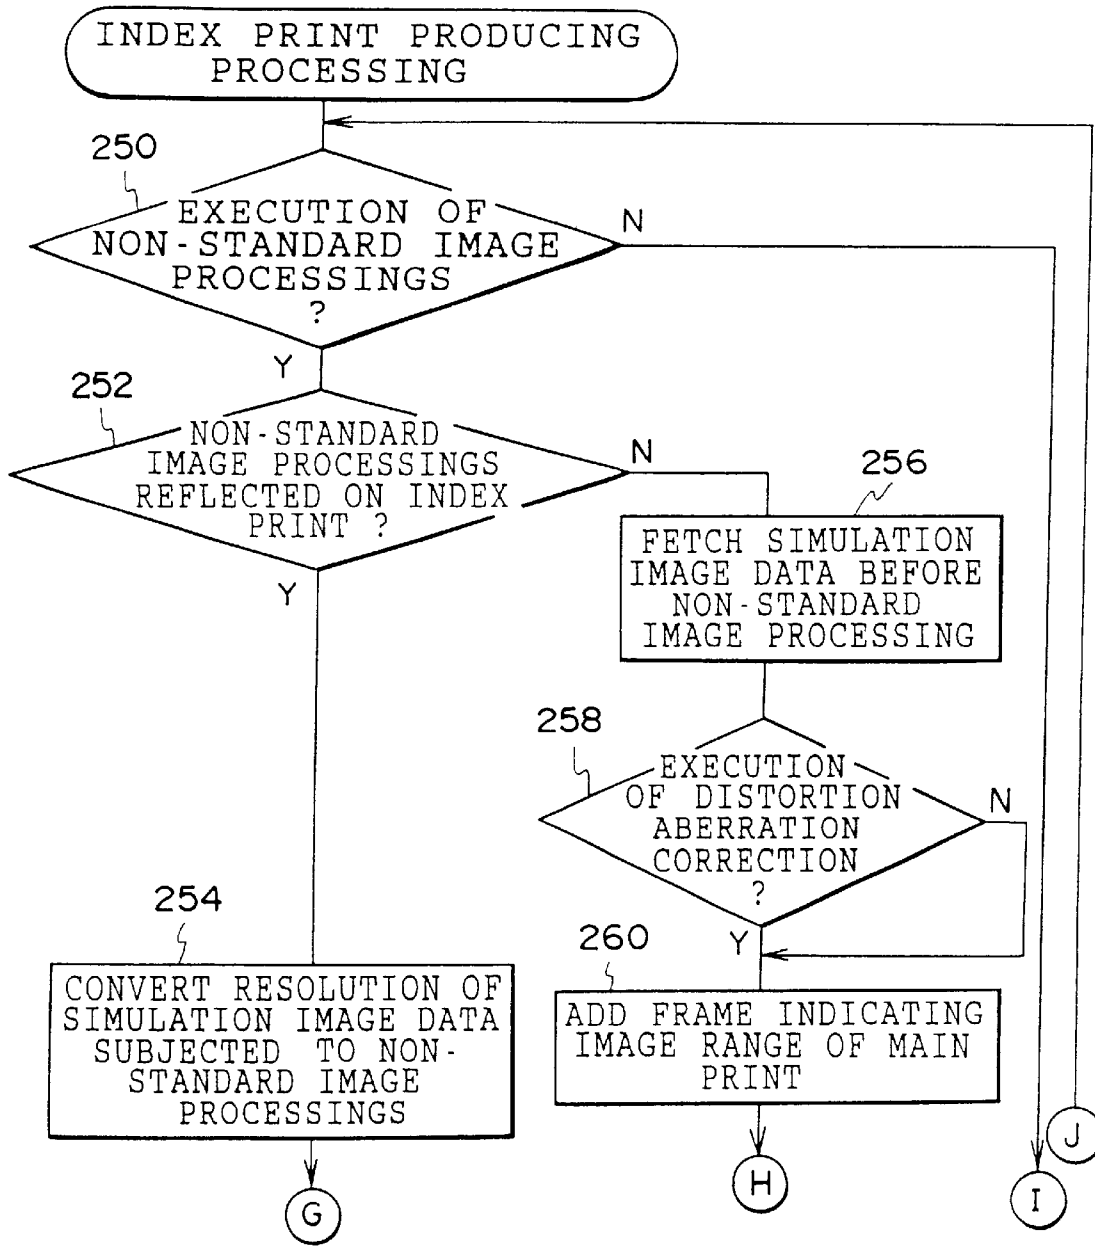 INDEX PRINT PRODUCING
PROCESSING
250
EXECUTION OF
NON-STANDARD IMAGE
PROCESSINGS
?
N
Y
252
NON-STANDARD
IMAGE PROCESSINGS
REFLECTED ON INDEX
PRINT ?
N
Y
256
FETCH SIMULATION
IMAGE DATA BEFORE
NON-STANDARD
IMAGE PROCESSING
258
EXECUTION
OF DISTORTION
ABERRATION
CORRECTION
?
N
Y
254
CONVERT RESOLUTION OF
SIMULATION IMAGE DATA
SUBJECTED TO NON-
STANDARD IMAGE
PROCESSINGS
260
ADD FRAME INDICATING
IMAGE RANGE OF MAIN
PRINT
G
H
I
J